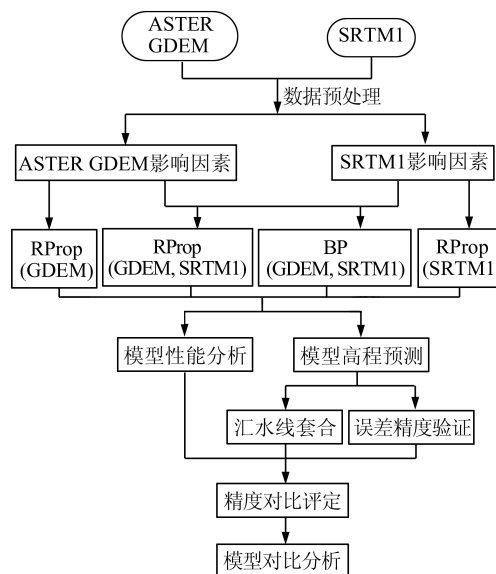 ASTER
GDEM
SRTM1
数据预处理
ASTER GDEM影响因素
SRTM1影响因素
RProp
(GDEM)
RProp
(GDEM, SRTM1)
BP
(GDEM, SRTM1)
RProp
(SRTM1
模型性能分析
模型高程预测
汇水线套合
误差精度验证
精度对比评定
模型对比分析